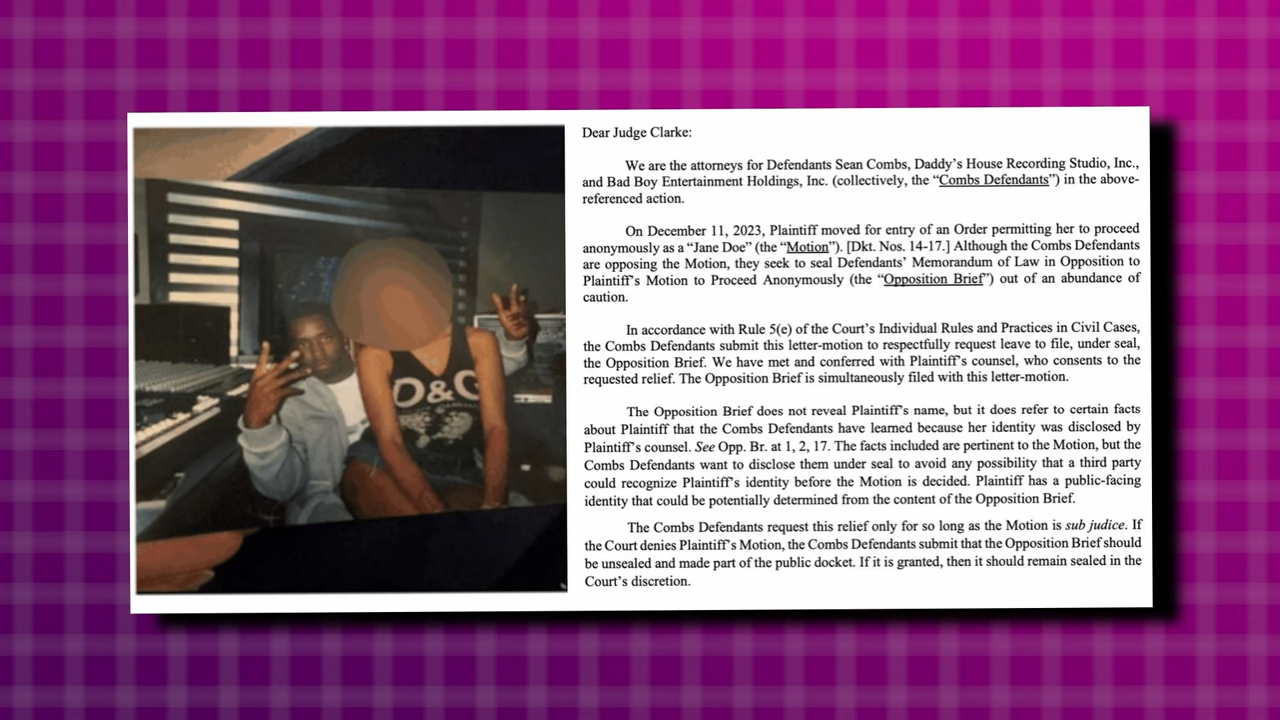 D&G
Dear Judge Clarke:
We are the attorneys for Defendants Sean Combs, Daddy's House Recording Studio, Inc.,
and Bad Boy Entertainment Holdings, Inc. (collectively, the “Combs Defendants”) in the above-
referenced action.
On December 11, 2023, Plaintiff moved for entry of an Order permitting her to proceed
anonymously as a “Jane Doe” (the “Motion”). [Dkt. Nos. 14-17.] Although the Combs Defendants
are opposing the Motion, they seek to seal Defendants' Memorandum of Law in Opposition to
Plaintiff's Motion to Proceed Anonymously (the “Opposition Brief”) out of an abundance of
caution.
In accordance with Rule 5(e) of the Court's Individual Rules and Practices in Civil Cases,
the Combs Defendants submit this letter-motion to respectfully request leave to file, under seal,
the Opposition Brief. We have met and conferred with Plaintiff's counsel, who consents to the
requested relief. The Opposition Brief is simultaneously filed with this letter-motion.
The Opposition Brief does not reveal Plaintiff's name, but it does refer to certain facts
about Plaintiff that the Combs Defendants have learned because her identity was disclosed by
Plaintiff's counsel. See Opp. Br. at 1, 2, 17. The facts included are pertinent to the Motion, but the
Combs Defendants want to disclose them under seal to avoid any possibility that a third party
could recognize Plaintiff's identity before the Motion is decided. Plaintiff has a public-facing
identity that could be potentially determined from the content of the Opposition Brief.
The Combs Defendants request this relief only for so long as the Motion is sub judice. If
the Court denies Plaintiff's Motion, the Combs Defendants submit that the Opposition Brief should
be unsealed and made part of the public docket. If it is granted, then it should remain sealed in the
Court's discretion.